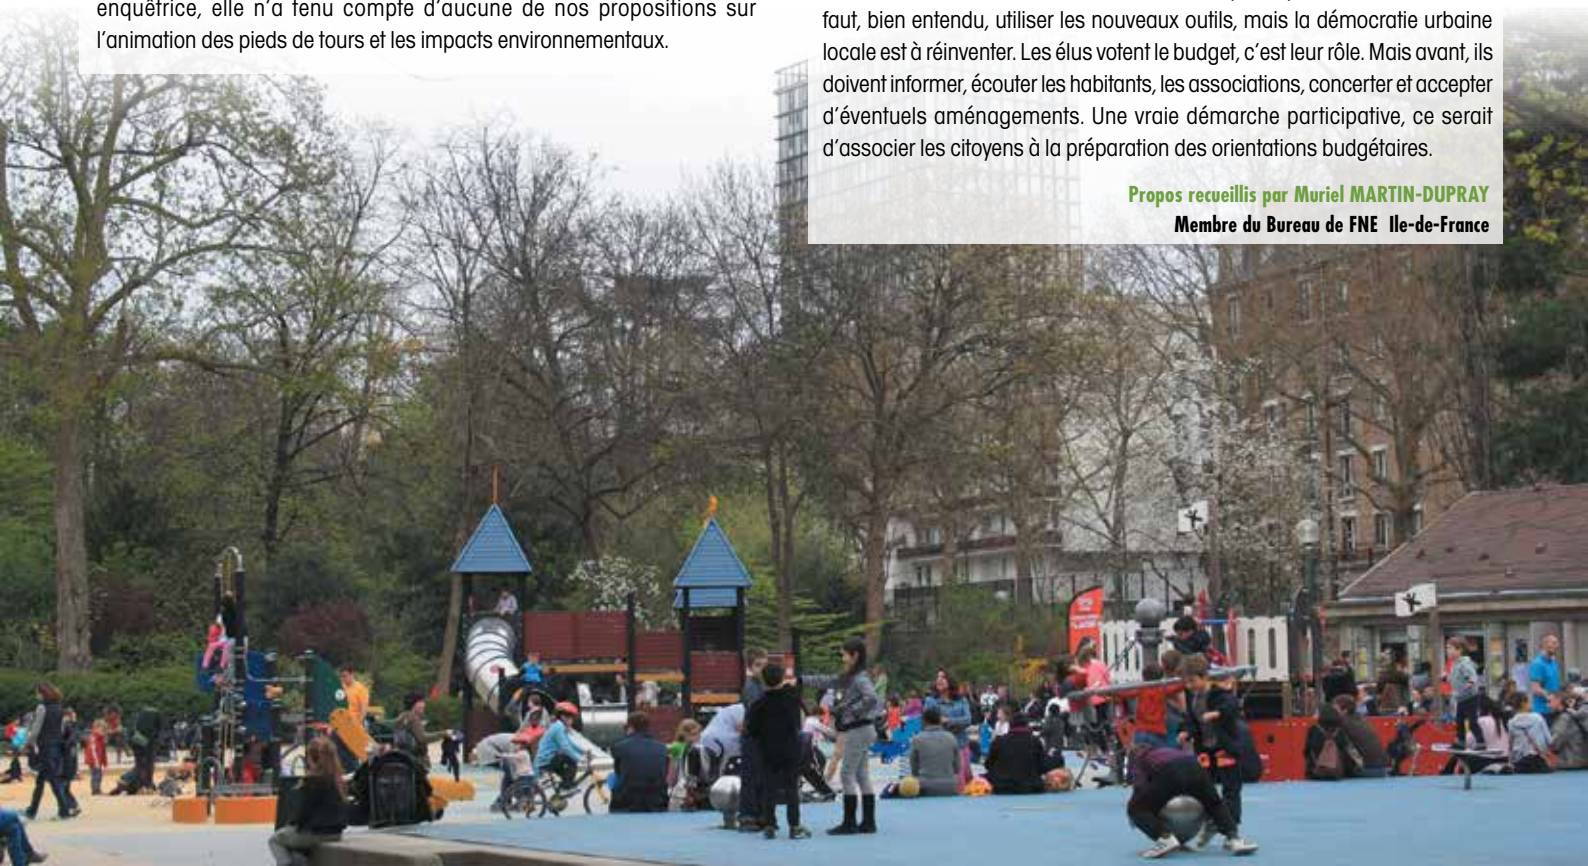 enquêtrice, elle n'a tenu compte d'aucune de nos propositions sur
l'animation des pieds de tours et les impacts environnementaux.
faut, bien entendu, utiliser les nouveaux outils, mais la démocratie urbaine
locale est à réinventer. Les élus votent le budget, c'est leur rôle. Mais avant, ils
doivent informer, écouter les habitants, les associations, concerter et accepter
d'éventuels aménagements. Une vraie démarche participative, ce serait
d'associer les citoyens à la préparation des orientations budgétaires.
Propos recueillis par Muriel MARTIN-DUPRAY
Membre du Bureau de FNE Ile-de-France